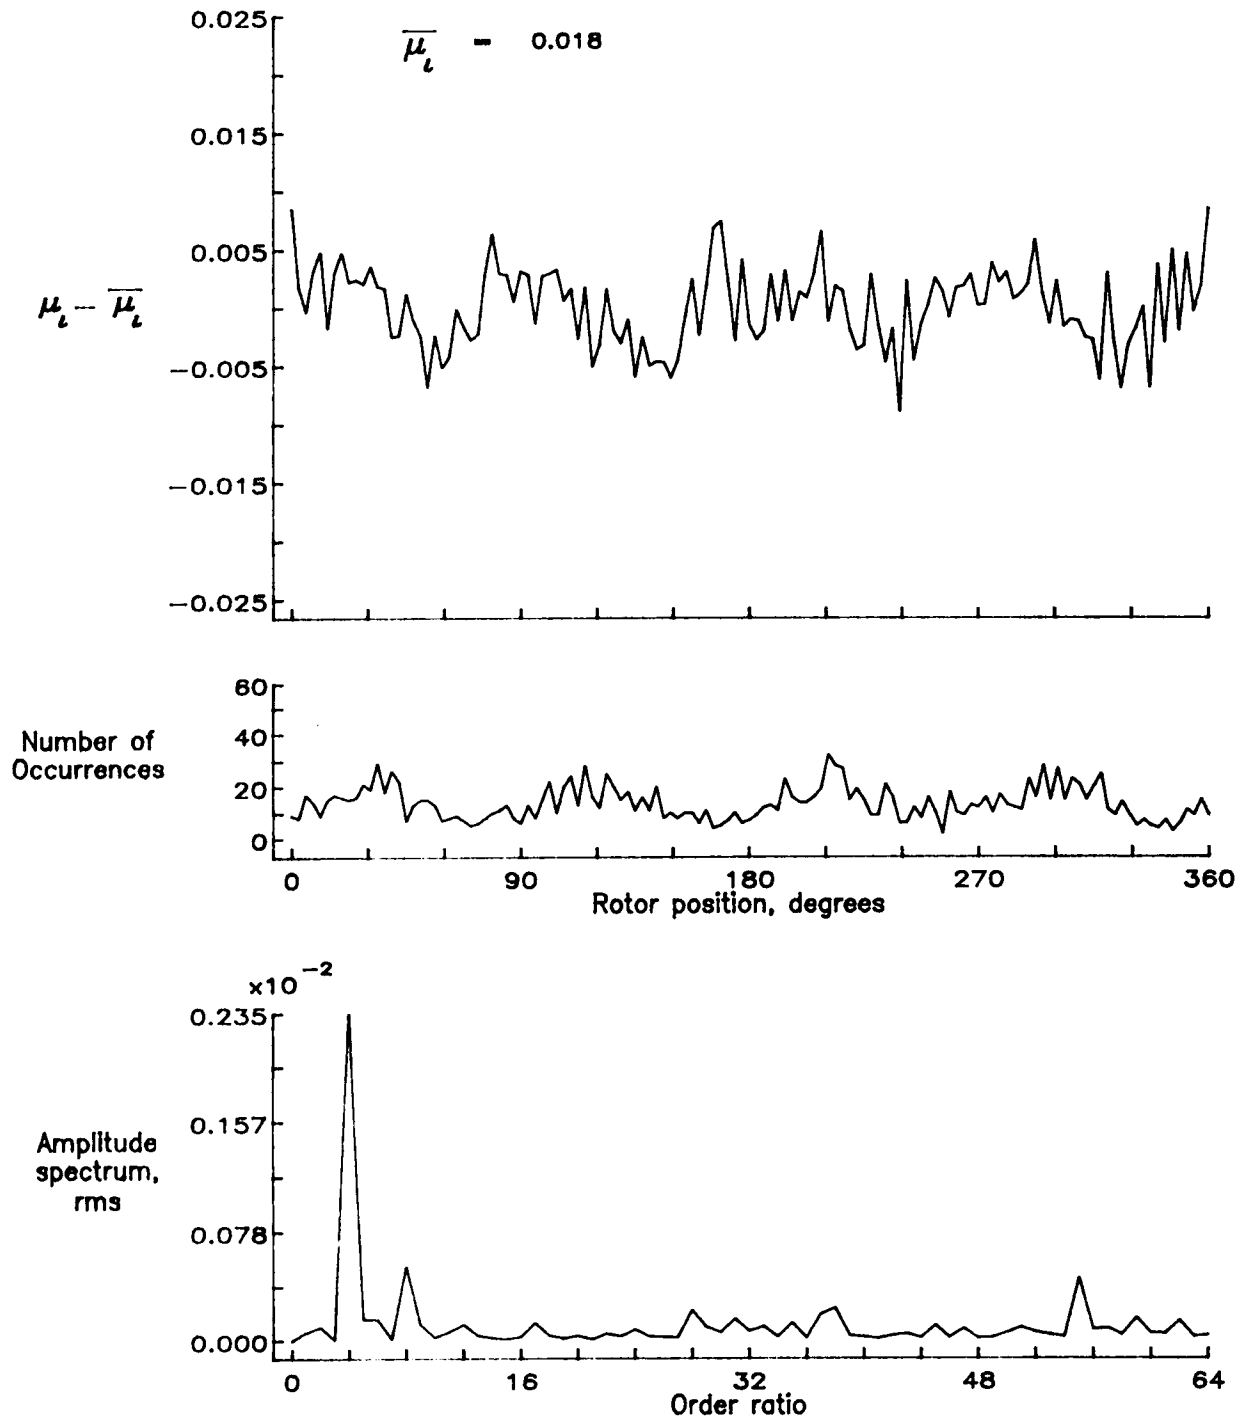 0.025
μ̅ι - 0.018
0.015
0.005
μι - μ̅ι
-0.005
-0.015
-0.025
60
Number of
Occurrences
40
20
0
0 90 180 270 360
Rotor position, degrees
×10⁻²
0.235
0.157
Amplitude
spectrum,
rms
0.078
0.000
0 16 32 48 64
Order ratio